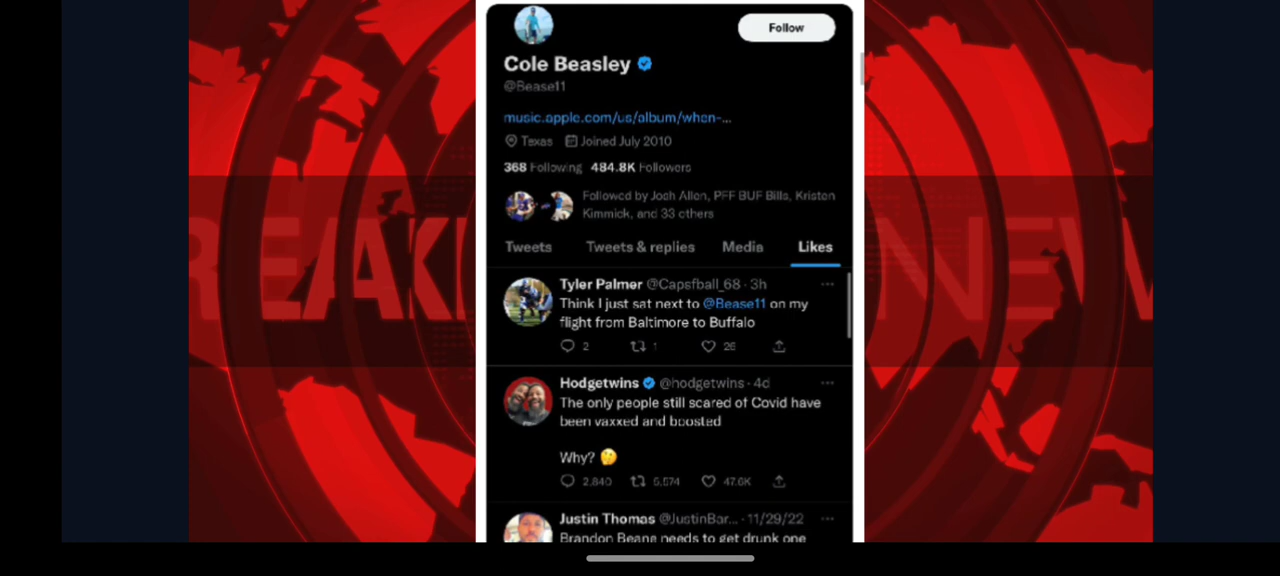 Follow
Cole Beasley
@Bease11
music.apple.com/us/album/when-...
Texas Joined July 2010
368 Following 484.8K Followers
Followed by Josh Allen, PFF BUF Bills, Kristen
Kimmick, and 33 others
Tweets Tweets & replies Media Likes
Tyler Palmer @Capsfball_68 · 3h
Think I just sat next to @Bease11 on my
flight from Baltimore to Buffalo
2 1 26
Hodgetwins @hodgetwins · 4d
The only people still scared of Covid have
been vaxxed and boosted
Why? 🤔
2,840 5,574 47.6K
Justin Thomas @JustinBar... · 11/29/22
Brandon Beane needs to get drunk one
REAK NEW